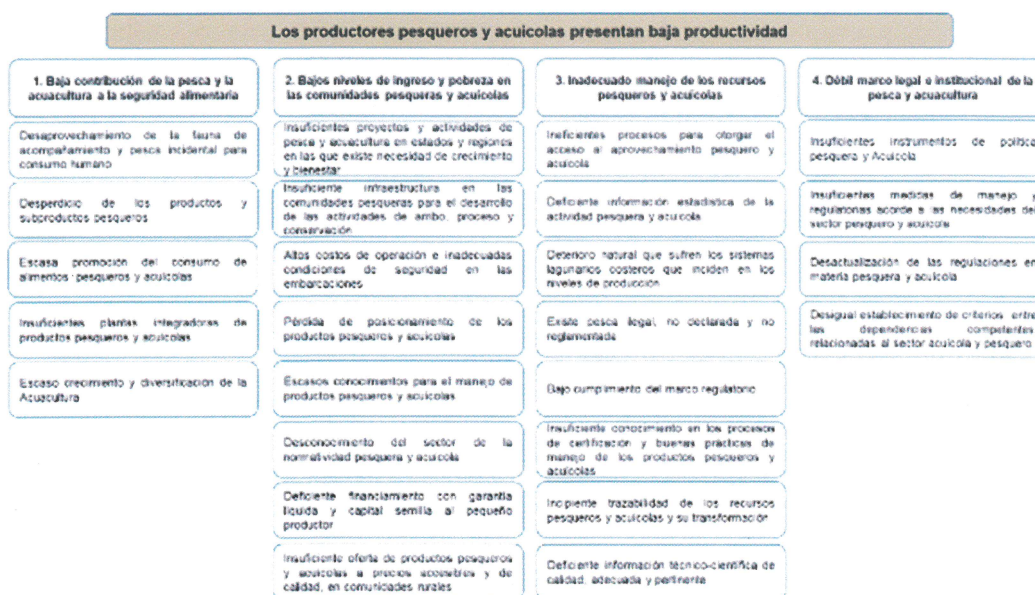 Los productores pesqueros y acuícolas presentan baja productividad
1. Baja contribución de la pesca y la
acuacultura a la seguridad alimentaria
Desaprovechamiento de la fauna de
acompañamiento y pesca incidental para
consumo humano
Desperdicio de los productos y
subproductos pesqueros
Escasa promoción del consumo de
alimentos pesqueros y acuícolas
Insuficientes plantas integradoras de
productos pesqueros y acuícolas
Escaso crecimiento y diversificación de la
Acuacultura
2. Bajos niveles de ingreso y pobreza en
las comunidades pesqueras y acuícolas
Insuficientes proyectos y actividades de
pesca y acuacultura en estados y regiones
en las que existe necesidad de crecimiento
y bienestar
Insuficiente infraestructura en las
comunidades pesqueras para el desarrollo
de las actividades de arribo, proceso y
conservación
Altos costos de operación e inadecuadas
condiciones de seguridad en las
embarcaciones
Pérdida de posicionamiento de los
productos pesqueros y acuícolas
Escasos conocimientos para el manejo de
productos pesqueros y acuícolas
Desconocimiento del sector de la
normatividad pesquera y acuícola
Deficiente financiamiento con garantía
líquida y capital semilla al pequeño
productor
Insuficiente oferta de productos pesqueros
y acuícolas a precios accesibles y de
calidad, en comunidades rurales
3. Inadecuado manejo de los recursos
pesqueros y acuícolas
Ineficientes procesos para otorgar el
acceso al aprovechamiento pesquero y
acuícola
Deficiente información estadística de la
actividad pesquera y acuícola
Deterioro natural que sufren los sistemas
lagunarios costeros que inciden en los
niveles de producción
Existe pesca ilegal, no declarada y no
reglamentada
Bajo cumplimiento del marco regulatorio
Insuficiente conocimiento en los procesos
de certificación y buenas prácticas de
manejo de los productos pesqueros y
acuícolas
Incipiente trazabilidad de los recursos
pesqueros y acuícolas y su transformación
Deficiente información técnico-científica de
calidad, adecuada y pertinente
4. Débil marco legal e institucional de la
pesca y acuacultura
Insuficientes instrumentos de política
pesquera y Acuícola
Insuficientes medidas de manejo y
regulatorias acorde a las necesidades del
sector pesquero y acuícola
Desactualización de las regulaciones en
materia pesquera y acuícola
Desigual establecimiento de criterios entre
las dependencias competentes
relacionadas al sector acuícola y pesquero